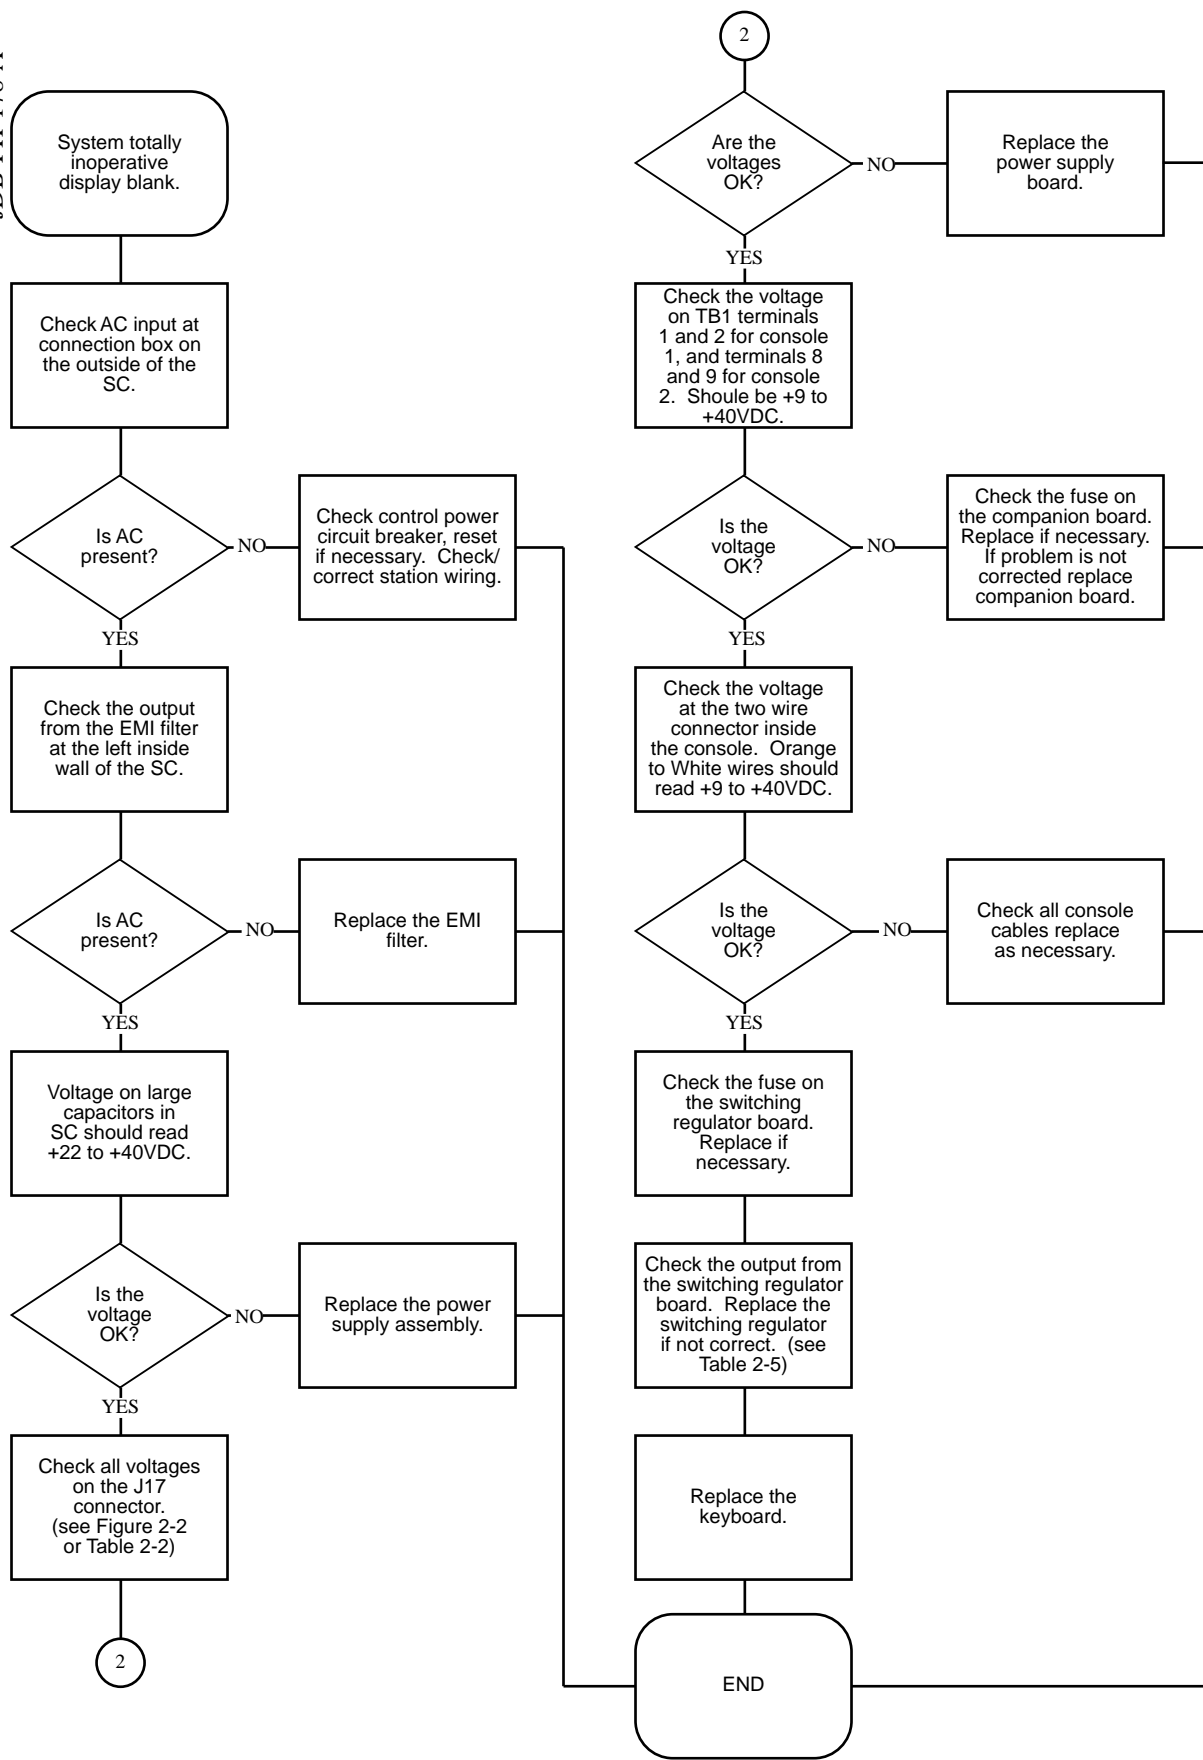 System totally
inoperative
display blank.
Check AC input at
connection box on
the outside of the
SC.
Is AC
present?
NO
Check control power
circuit breaker, reset
if necessary.  Check/
correct station wiring.
YES
Check the output
from the EMI filter
at the left inside
wall of the SC.
Is AC
present?
NO
Replace the EMI
filter.
YES
Voltage on large
capacitors in
SC should read
+22 to +40VDC.
Is the
voltage
OK?
NO
Replace the power
supply assembly.
YES
Check all voltages
on the J17
connector.
(see Figure 2-2
or Table 2-2)
2
2
Are the
voltages
OK?
NO
Replace the
power supply
board.
YES
Check the voltage
on TB1 terminals
1 and 2 for console
1, and terminals 8
and 9 for console
2.  Shoule be +9 to
+40VDC.
Is the
voltage
OK?
NO
Check the fuse on
the companion board.
Replace if necessary.
If problem is not
corrected replace
companion board.
YES
Check the voltage
at the two wire
connector inside
the console.  Orange
to White wires should
read +9 to +40VDC.
Is the
voltage
OK?
NO
Check all console
cables replace
as necessary.
YES
Check the fuse on
the switching
regulator board.
Replace if
necessary.
Check the output from
the switching regulator
board.  Replace the
switching regulator
if not correct.  (see
Table 2-5)
Replace the
keyboard.
END